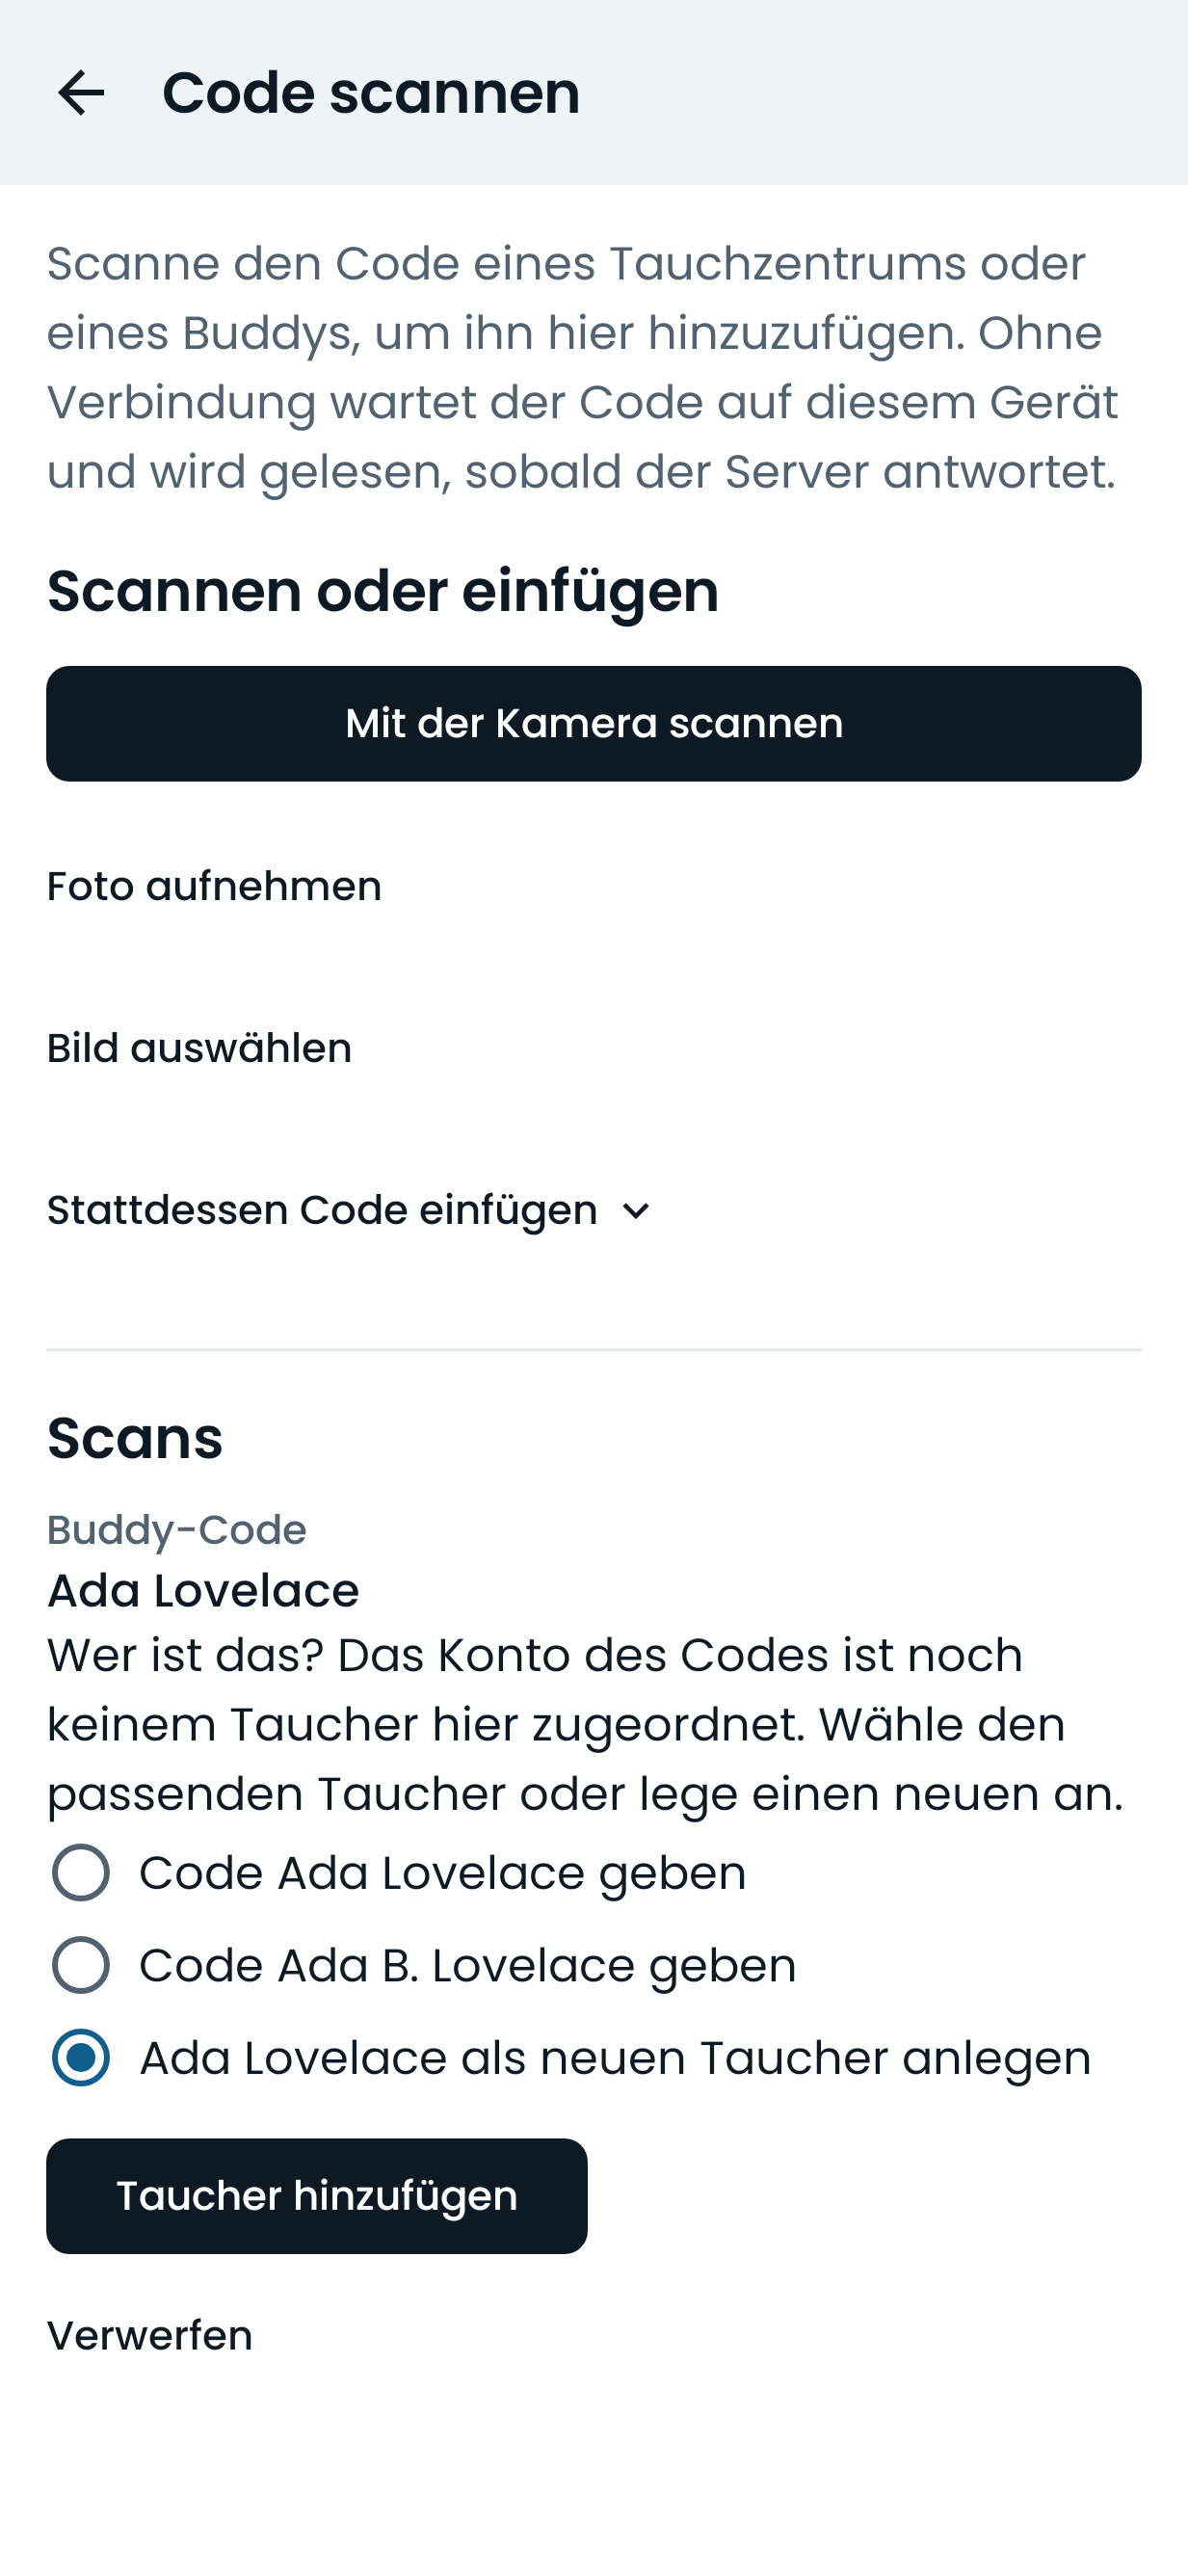 Code scannen
Scanne den Code eines Tauchzentrums oder
eines Buddys, um ihn hier hinzuzufügen. Ohne
Verbindung wartet der Code auf diesem Gerät
und wird gelesen, sobald der Server antwortet.
Scannen oder einfügen
Mit der Kamera scannen
Foto aufnehmen
Bild auswählen
Stattdessen Code einfügen
Scans
Buddy-Code
Ada Lovelace
Wer ist das? Das Konto des Codes ist noch
keinem Taucher hier zugeordnet. Wähle den
passenden Taucher oder lege einen neuen an.
Code Ada Lovelace geben
Code Ada B. Lovelace geben
Ada Lovelace als neuen Taucher anlegen
Taucher hinzufügen
Verwerfen